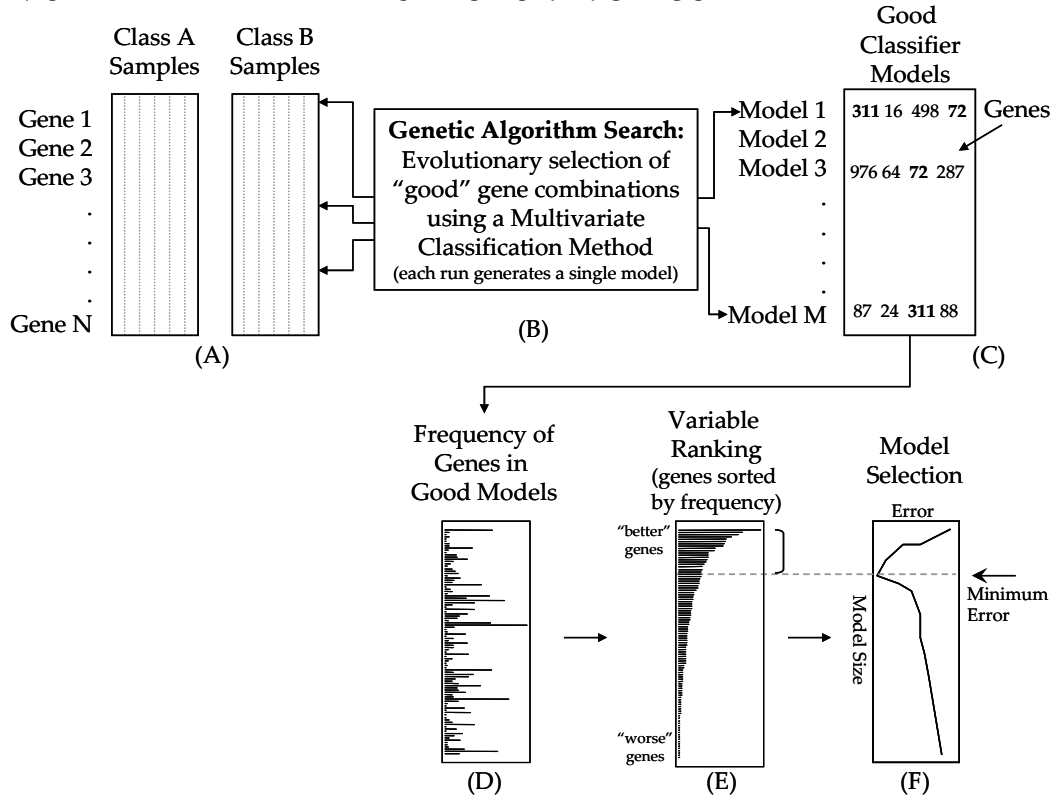 Class A
Samples
Class B
Samples
Good
Classifier
Models
Gene 1
Gene 2
Gene 3
.
.
.
.
Gene N
(A)
Genetic Algorithm Search:
Evolutionary selection of
“good” gene combinations
using a Multivariate
Classification Method
(each run generates a single model)
(B)
Model 1
Model 2
Model 3
.
.
.
.
Model M
311 16 498 72
976 64 72 287
87 24 311 88
Genes
(C)
Frequency of
Genes in
Good Models
(D)
Variable
Ranking
(genes sorted
by frequency)
“better”
genes
“worse”
genes
(E)
Model
Selection
Error
Model Size
Minimum
Error
(F)